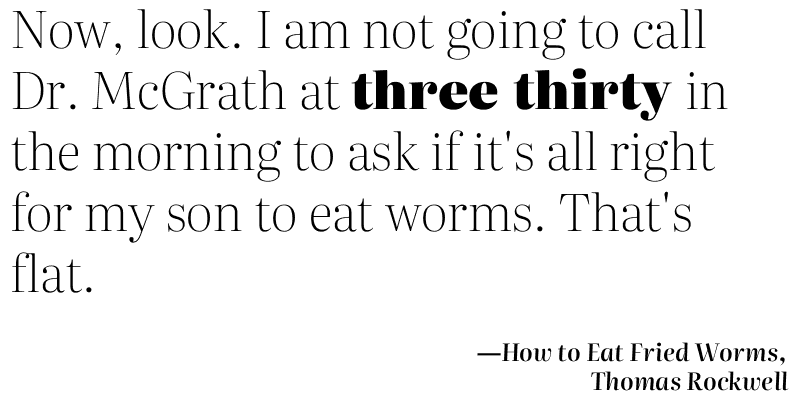 Now, look. I am not going to call
Dr. McGrath at three thirty in
the morning to ask if it's all right
for my son to eat worms. That's
flat.
—How to Eat Fried Worms,
Thomas Rockwell